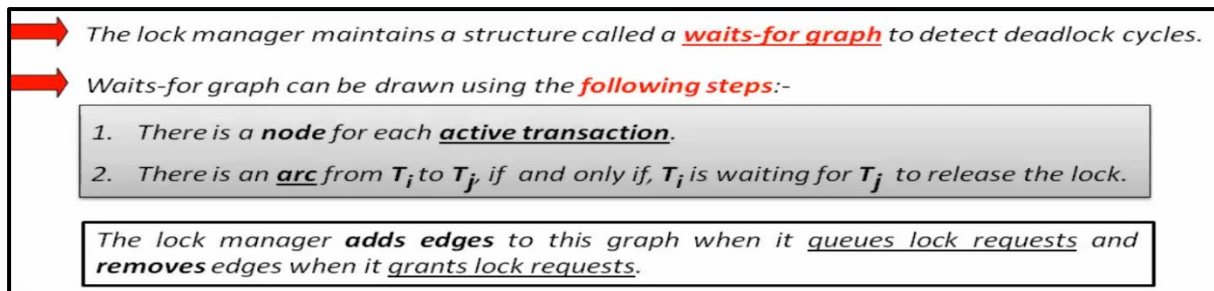 The lock manager maintains a structure called a waits-for graph to detect deadlock cycles.
Waits-for graph can be drawn using the following steps:-
1. There is a node for each active transaction.
2. There is an arc from Ti to Tj, if and only if, Ti is waiting for Tj to release the lock.
The lock manager adds edges to this graph when it queues lock requests and
removes edges when it grants lock requests.